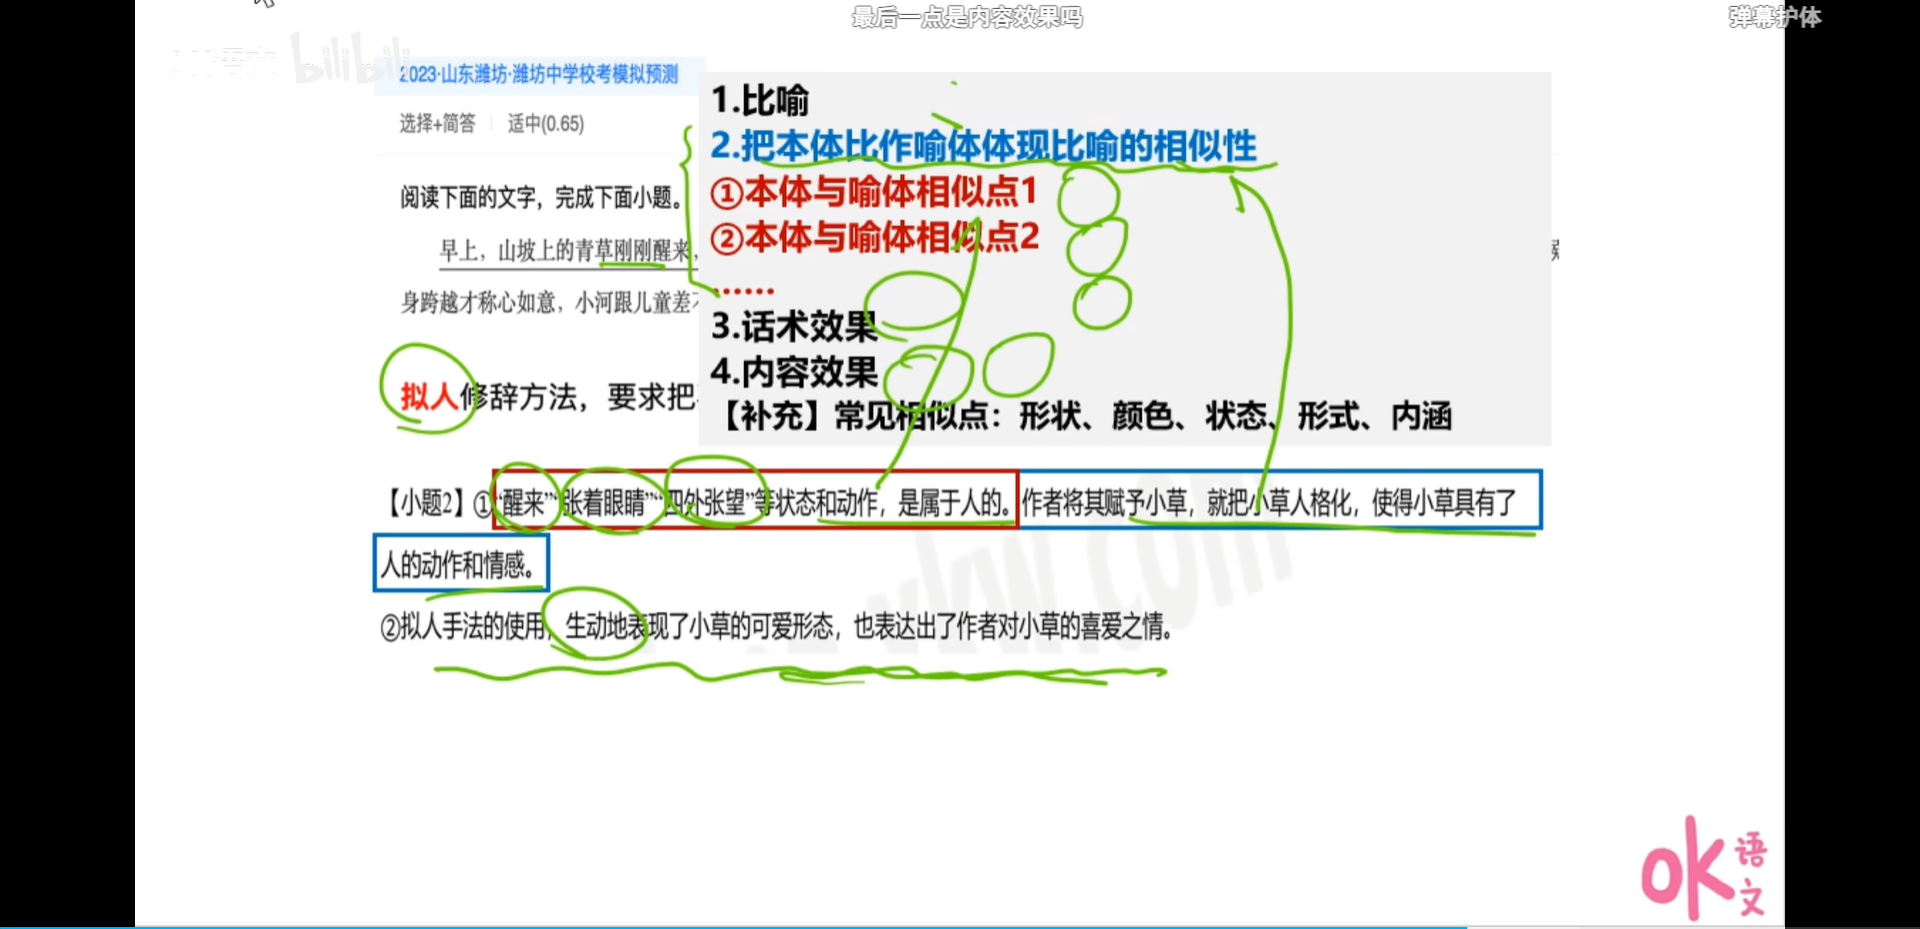 最后一点是内容效果吗
弹幕护体
bilibili
2023·山东潍坊·潍坊中学校考模拟预测
选择+简答 适中(0.65)
1.比喻
2.把本体比作喻体体现比喻的相似性
①本体与喻体相似点1
②本体与喻体相似点2
......
3.话术效果
4.内容效果
【补充】常见相似点：形状、颜色、状态、形式、内涵
阅读下面的文字，完成下面小题。
早上，山坡上的青草刚刚醒来，
身跨越才称心如意，小河跟儿童差
拟人修辞方法，要求把
【小题2】①“醒来”“张着眼睛”“四外张望”等状态和动作，是属于人的。作者将其赋予小草，就把小草人格化，使得小草具有了
人的动作和情感。
②拟人手法的使用，生动地表现了小草的可爱形态，也表达出了作者对小草的喜爱之情。
ok语文